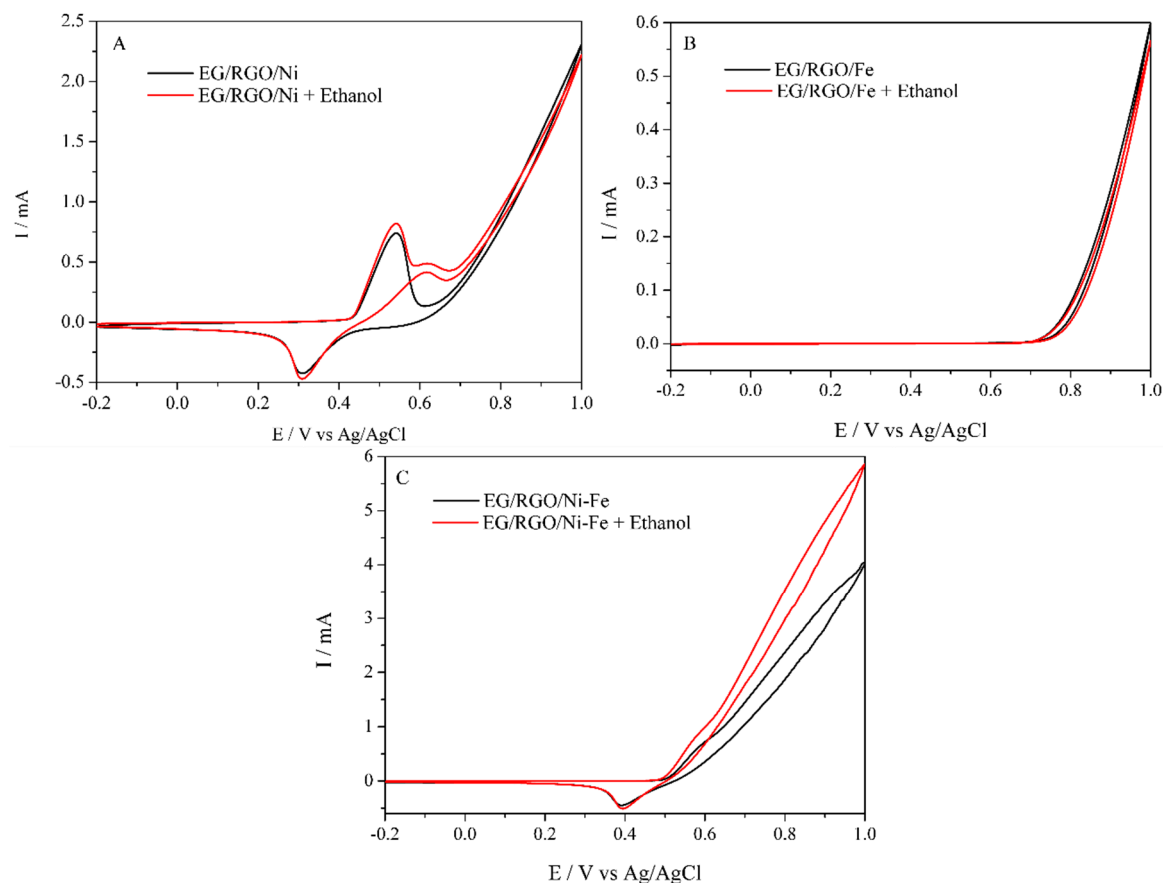 A
EG/RGO/Ni
EG/RGO/Ni + Ethanol
2.5
2.0
1.5
1.0
0.5
0.0
-0.5
I / mA
-0.2 0.0 0.2 0.4 0.6 0.8 1.0
E / V vs Ag/AgCl
B
EG/RGO/Fe
EG/RGO/Fe + Ethanol
0.6
0.5
0.4
0.3
0.2
0.1
0.0
I / mA
-0.2 0.0 0.2 0.4 0.6 0.8 1.0
E / V vs Ag/AgCl
C
EG/RGO/Ni-Fe
EG/RGO/Ni-Fe + Ethanol
6
5
4
3
2
1
0
I / mA
-0.2 0.0 0.2 0.4 0.6 0.8 1.0
E / V vs Ag/AgCl